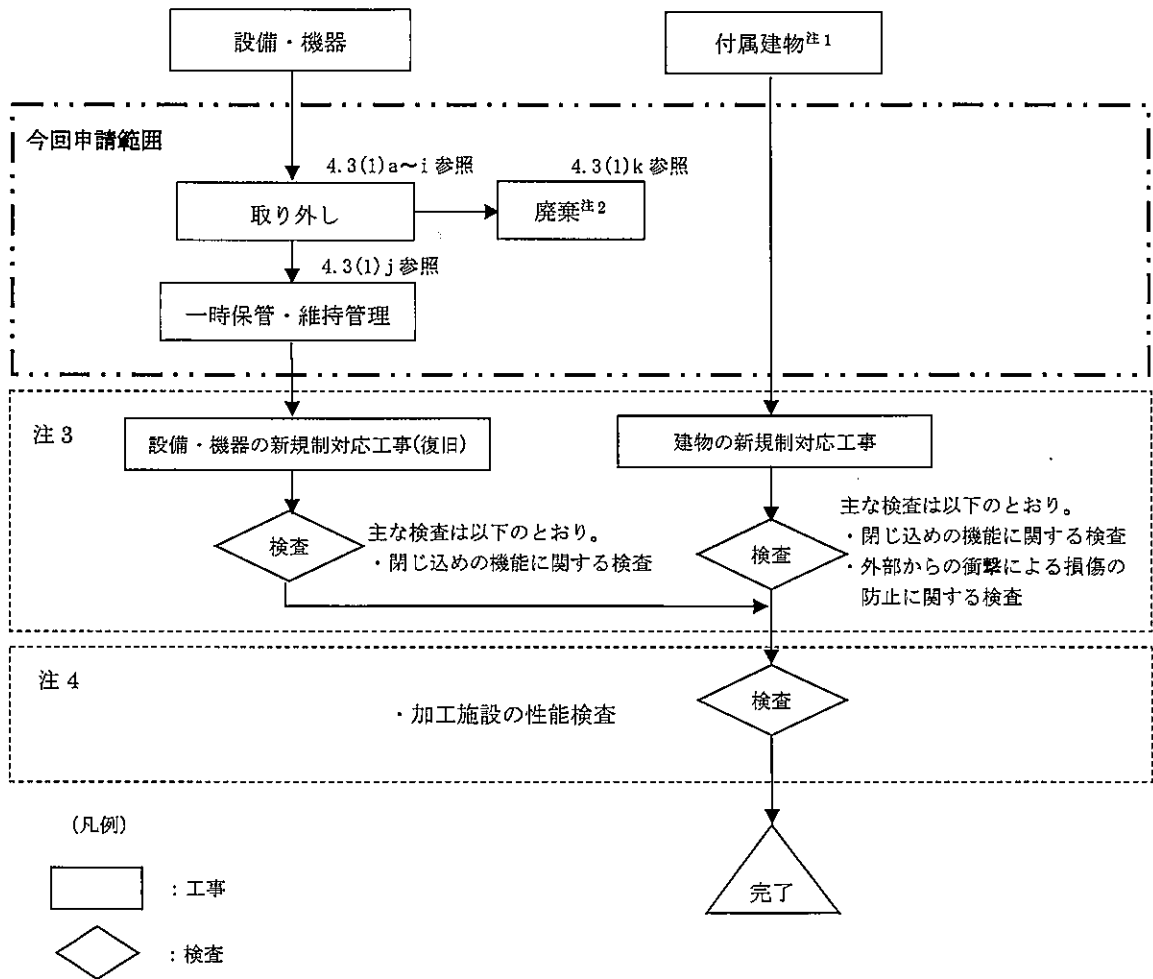 設備・機器
付属建物注1
今回申請範囲
4.3(1)a～i 参照
4.3(1)k 参照
取り外し
廃棄注2
4.3(1)j 参照
一時保管・維持管理
注3
設備・機器の新規制対応工事(復旧)
建物の新規制対応工事
検査
主な検査は以下のとおり。
・閉じ込めの機能に関する検査
検査
主な検査は以下のとおり。
・閉じ込めの機能に関する検査
・外部からの衝撃による損傷の
防止に関する検査
注4
・加工施設の性能検査
検査
完了
(凡例)
：工事
：検査